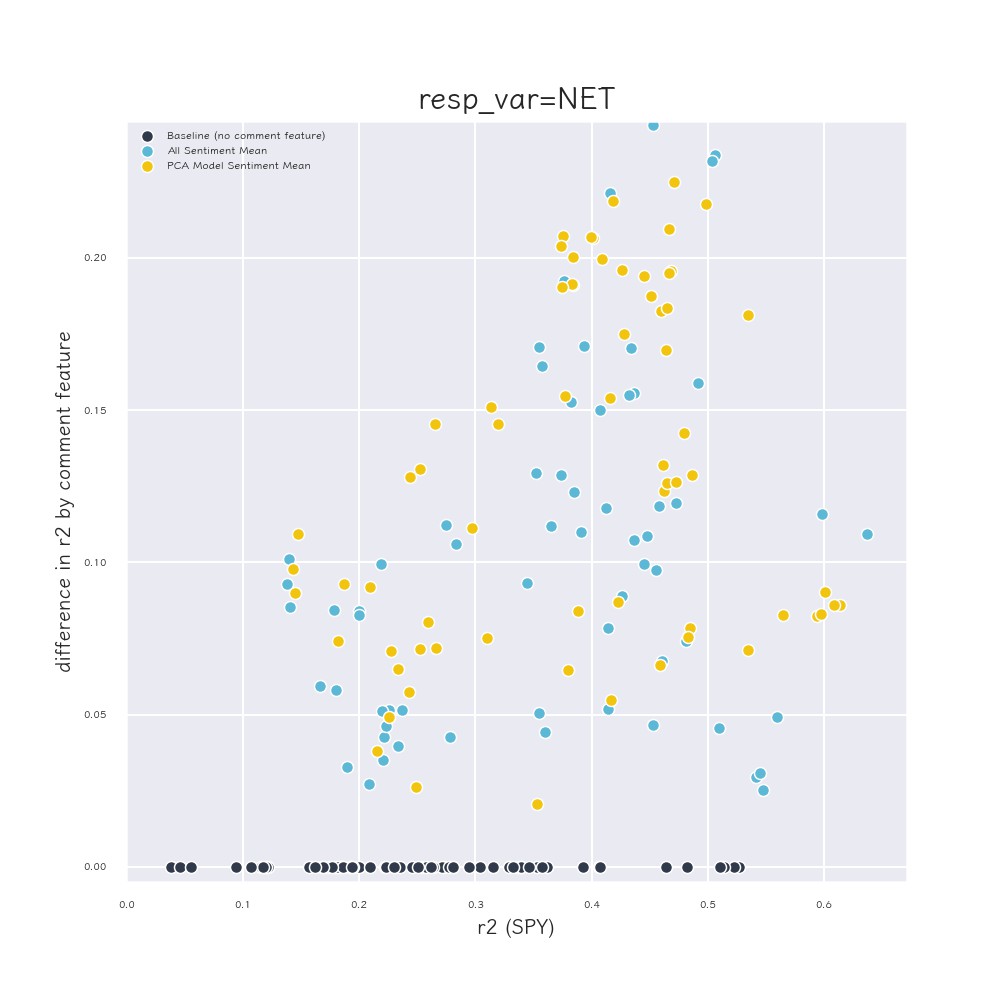 resp_var=NET
Baseline (no comment feature)
All Sentiment Mean
PCA Model Sentiment Mean
difference in r2 by comment feature
0.20
0.15
0.10
0.05
0.00
0.0 0.1 0.2 0.3 0.4 0.5 0.6
r2 (SPY)